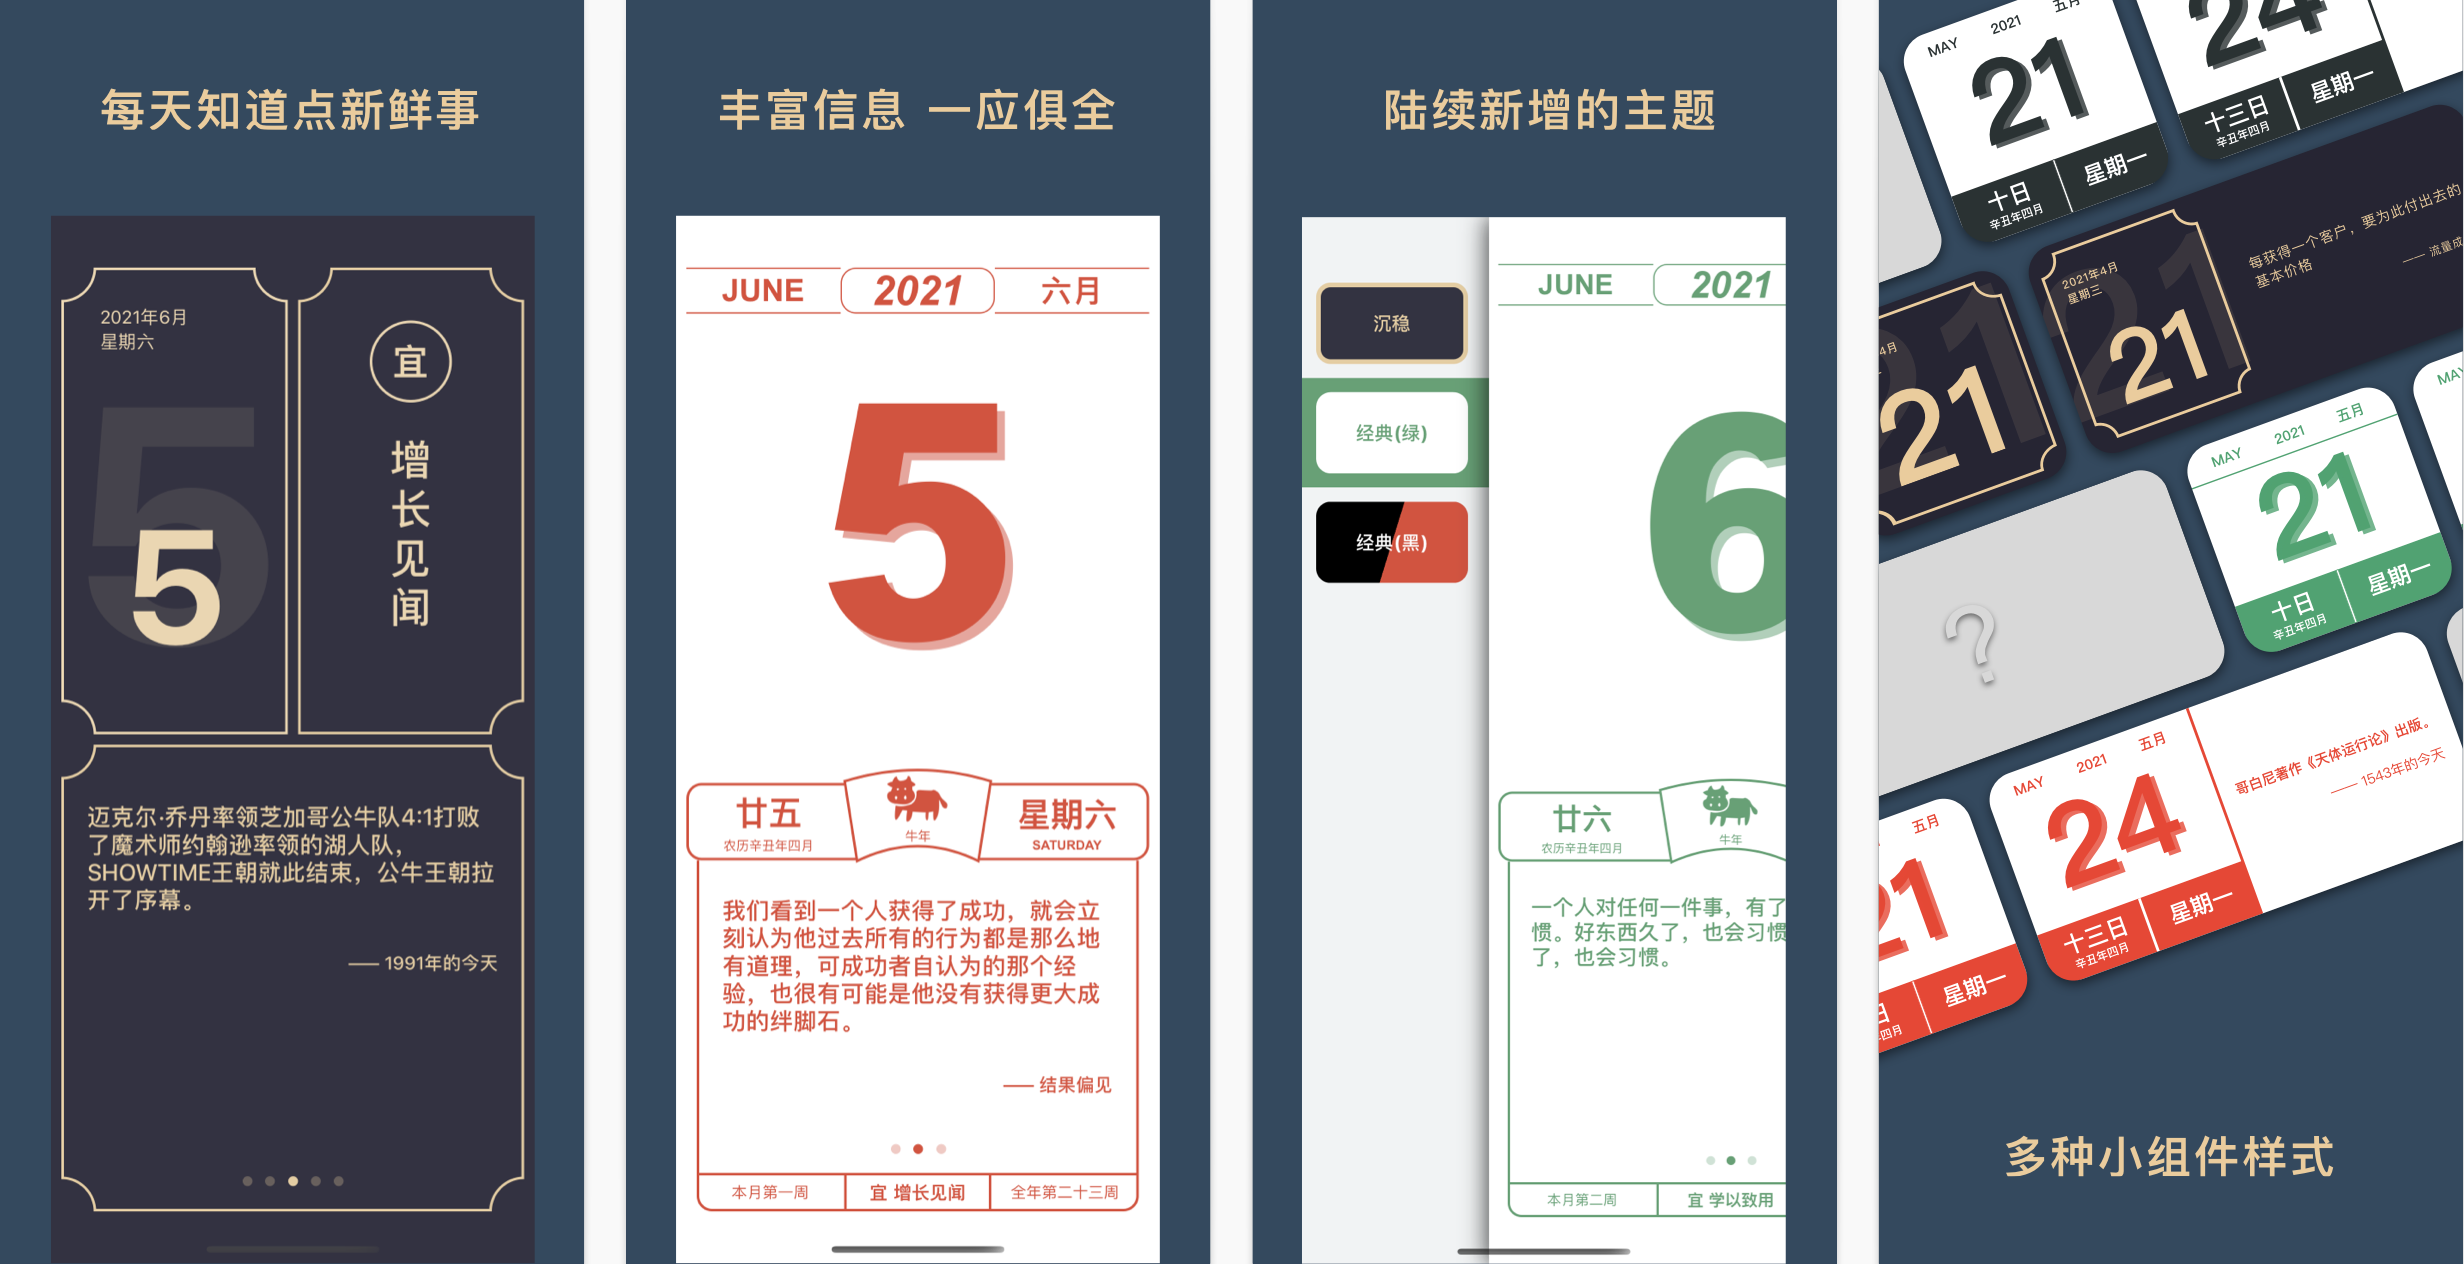 每天知道点新鲜事
2021年6月
星期六
5
5
宜
增
长
见
闻
迈克尔·乔丹率领芝加哥公牛队4:1打败
了魔术师约翰逊率领的湖人队，
SHOWTIME王朝就此结束，公牛王朝拉
开了序幕。
—— 1991年的今天
丰富信息 一应俱全
JUNE 2021 六月
5
廿五
农历辛丑年四月
牛年
星期六
SATURDAY
我们看到一个人获得了成功，就会立
刻认为他过去所有的行为都是那么地
有道理，可成功者自认为的那个经
验，也很有可能是他没有获得更大成
功的绊脚石。
—— 结果偏见
本月第一周 宜 增长见闻 全年第二十三周
陆续新增的主题
沉稳
经典(绿)
经典(黑)
JUNE 2021
6
廿六
农历辛丑年四月
牛年
一个人对任何一件事，有了
惯。好东西久了，也会习惯
了，也会习惯。
本月第二周 宜 学以致用
MAY 2021 五月
21
十日
辛丑年四月
星期一
24
十三日
辛丑年四月
星期一
4月
21
21
2021年4月
星期三
21
21
每获得一个客户，要为此付出去的
基本价格
—— 流量成
MAY 2021 五月
21
十日
辛丑年四月
星期一
MAY
?
MAY 2021 五月
24
十三日
辛丑年四月
星期一
哥白尼著作《天体运行论》出版。
—— 1543年的今天
五月
21
日
四月
星期一
多种小组件样式